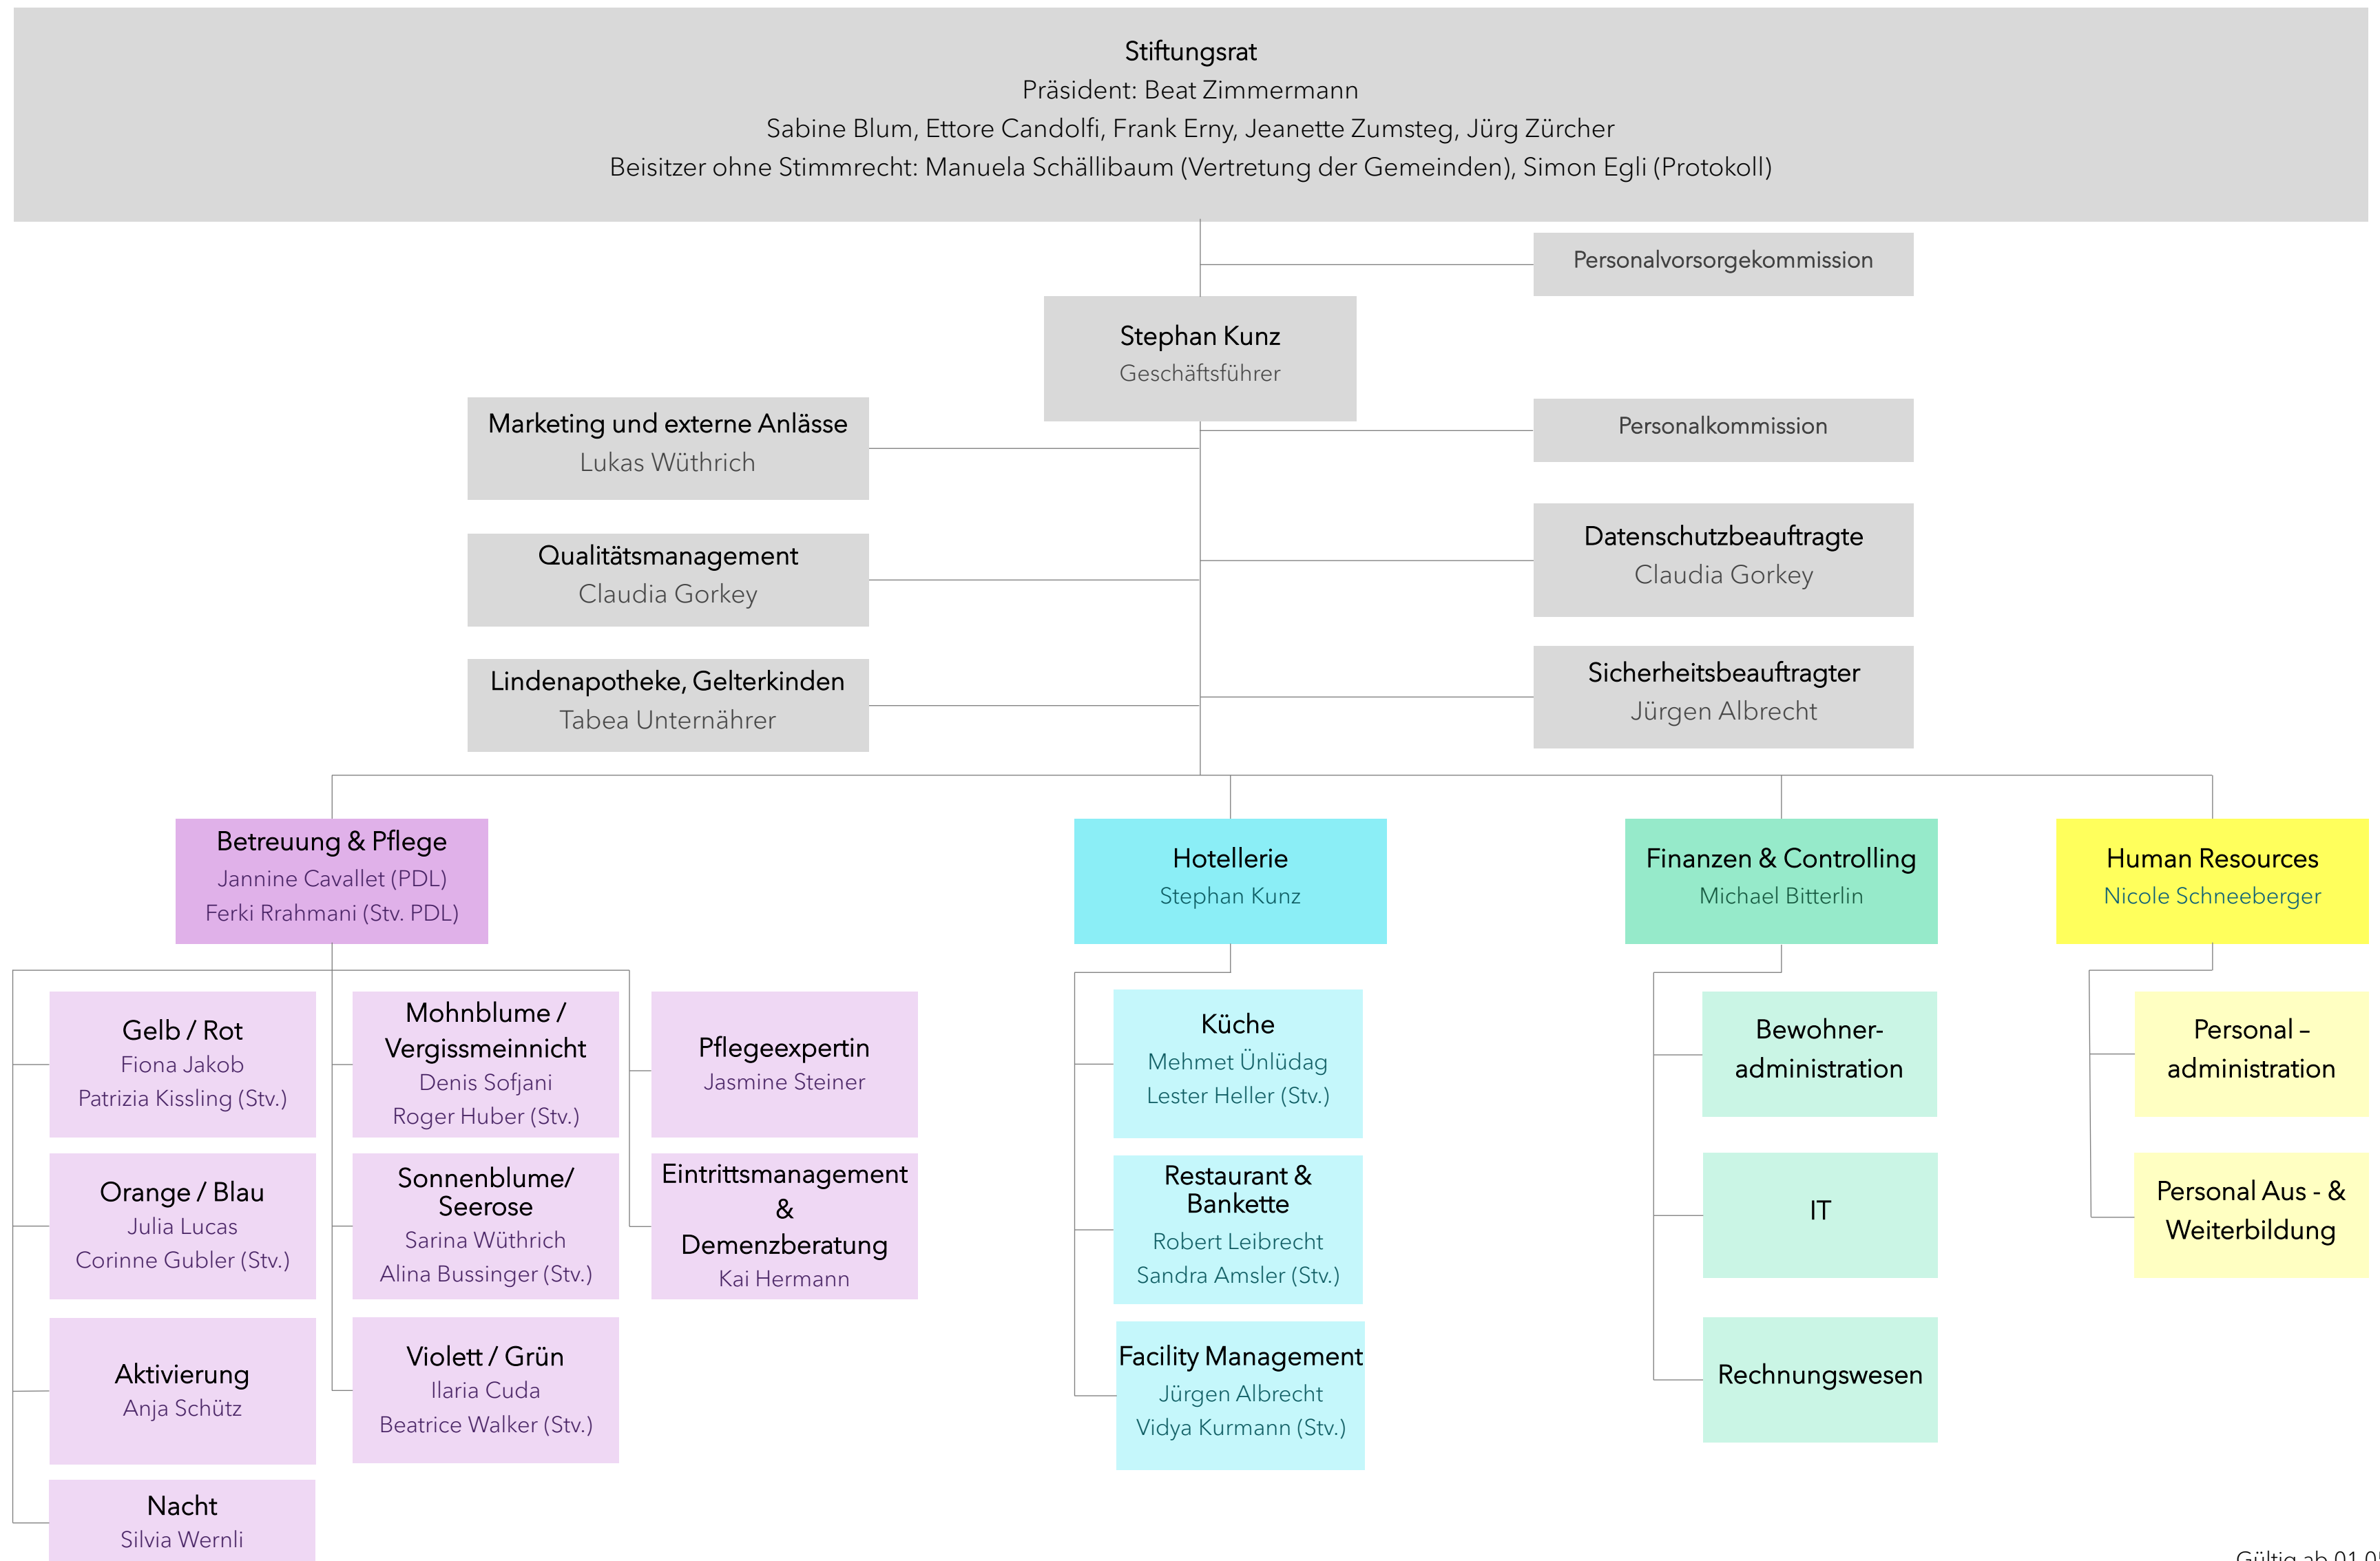 Stiftungsrat
Präsident: Beat Zimmermann
Sabine Blum, Ettore Candolfi, Frank Erny, Jeanette Zumsteg, Jürg Zürcher
Beisitzer ohne Stimmrecht: Manuela Schällibaum (Vertretung der Gemeinden), Simon Egli (Protokoll)
Personalvorsorgekommission
Stephan Kunz
Geschäftsführer
Marketing und externe Anlässe
Lukas Wüthrich
Personalkommission
Qualitätsmanagement
Claudia Gorkey
Datenschutzbeauftragte
Claudia Gorkey
Lindenapotheke, Gelterkinden
Tabea Unternährer
Sicherheitsbeauftragter
Jürgen Albrecht
Betreuung & Pflege
Jannine Cavallet (PDL)
Ferki Rrahmani (Stv. PDL)
Hotellerie
Stephan Kunz
Finanzen & Controlling
Michael Bitterlin
Human Resources
Nicole Schneeberger
Gelb / Rot
Fiona Jakob
Patrizia Kissling (Stv.)
Orange / Blau
Julia Lucas
Corinne Gubler (Stv.)
Aktivierung
Anja Schütz
Nacht
Silvia Wernli
Mohnblume /
Vergissmeinnicht
Denis Sofjani
Roger Huber (Stv.)
Sonnenblume/
Seerose
Sarina Wüthrich
Alina Bussinger (Stv.)
Violett / Grün
Ilaria Cuda
Beatrice Walker (Stv.)
Pflegeexpertin
Jasmine Steiner
Eintrittsmanagement
&
Demenzberatung
Kai Hermann
Küche
Mehmet Ünlüdag
Lester Heller (Stv.)
Restaurant &
Bankette
Robert Leibrecht
Sandra Amsler (Stv.)
Facility Management
Jürgen Albrecht
Vidya Kurmann (Stv.)
Bewohner-
administration
IT
Rechnungswesen
Personal –
administration
Personal Aus - &
Weiterbildung
Gültig ab